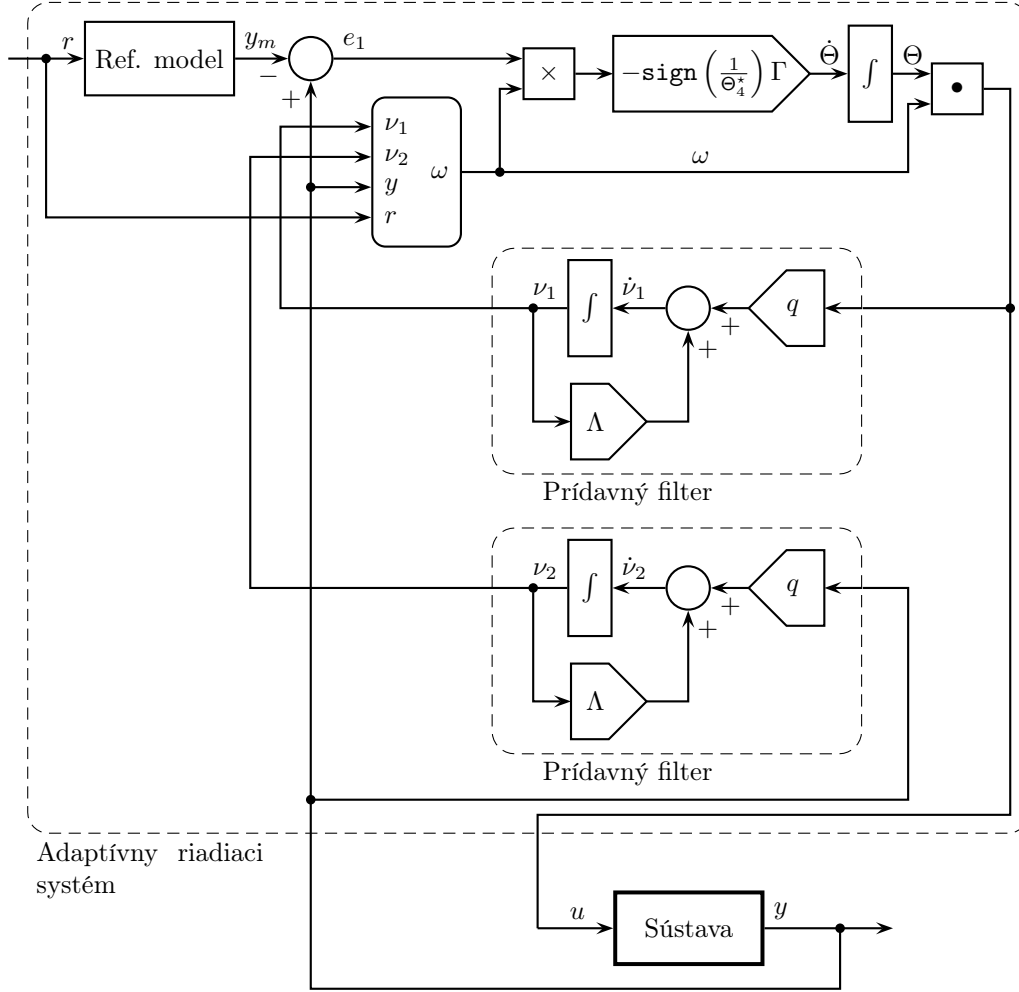 r
Ref. model
y_m
−
+
e_1
×
−sign (1/Θ_4^⋆) Γ
Θ̇
∫
Θ
•
ν_1
ν_2
y
r
ω
ω
ν_1
∫
ν̇_1
+
+
q
Λ
Prídavný filter
ν_2
∫
ν̇_2
+
+
q
Λ
Prídavný filter
Adaptívny riadiaci
systém
u
Sústava
y